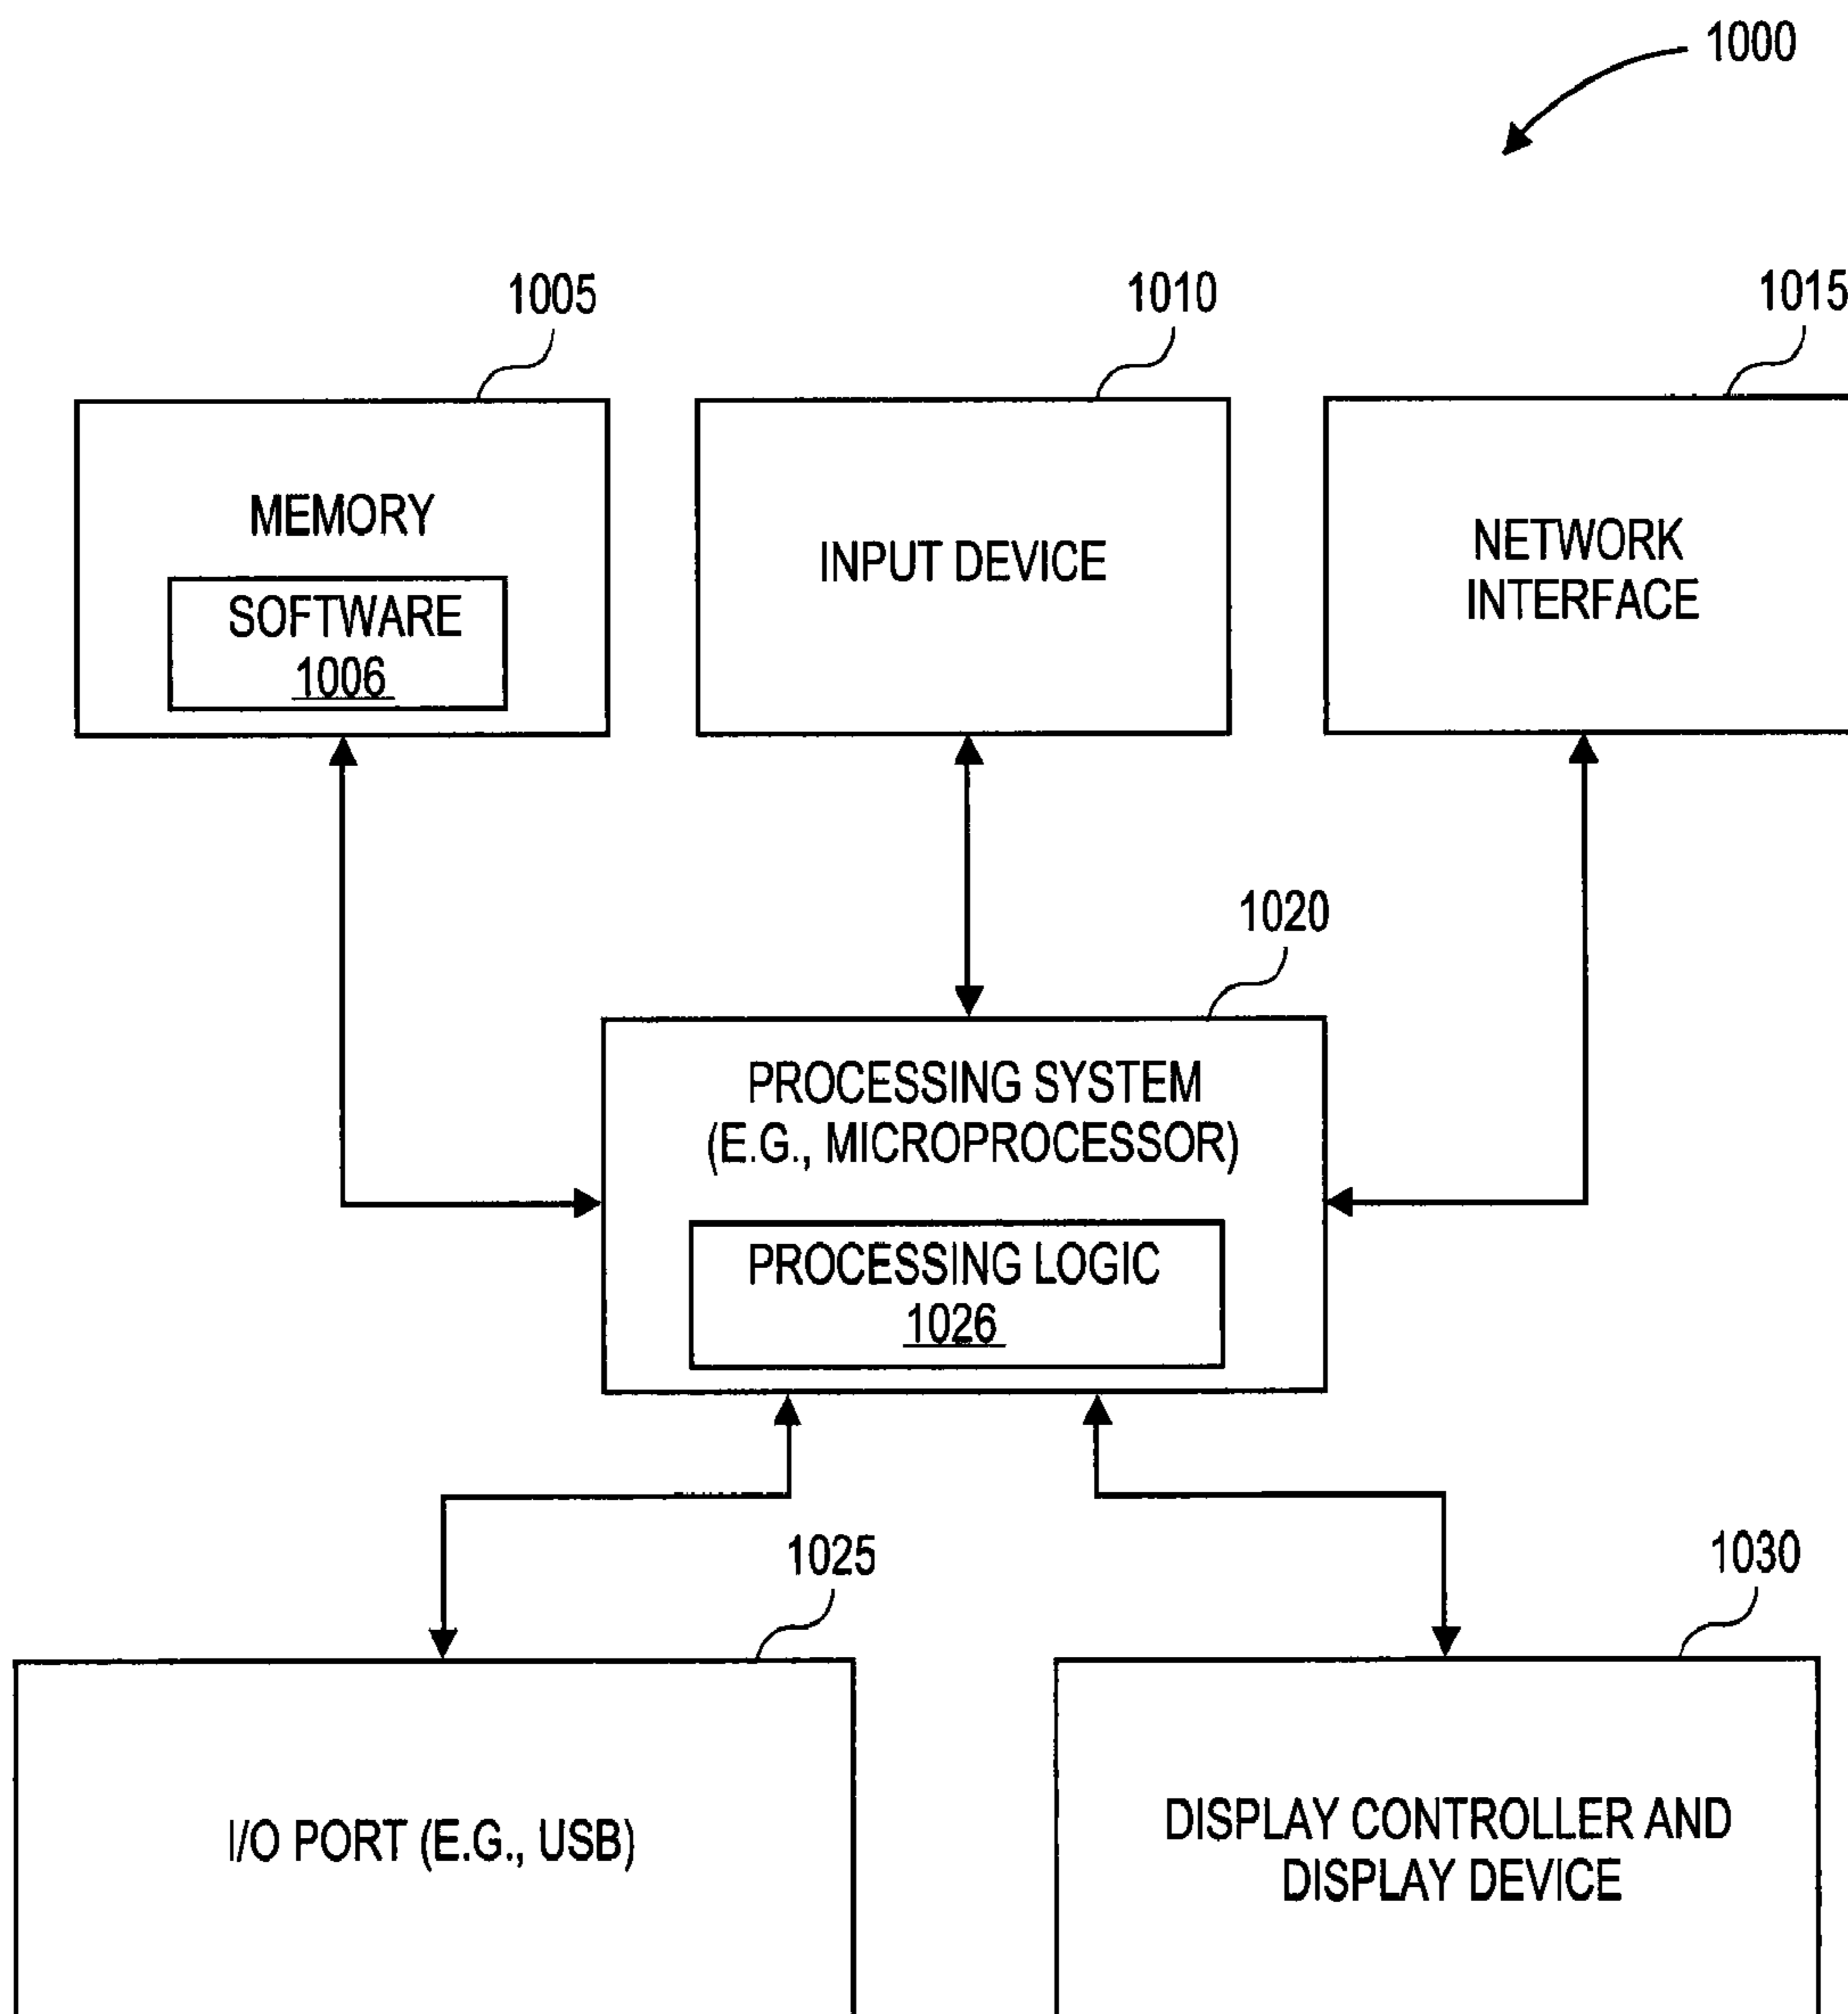 1000
1005
1010
1015
MEMORY
SOFTWARE
1006
INPUT DEVICE
NETWORK
INTERFACE
1020
PROCESSING SYSTEM
(E.G., MICROPROCESSOR)
PROCESSING LOGIC
1026
1025
1030
I/O PORT (E.G., USB)
DISPLAY CONTROLLER AND
DISPLAY DEVICE